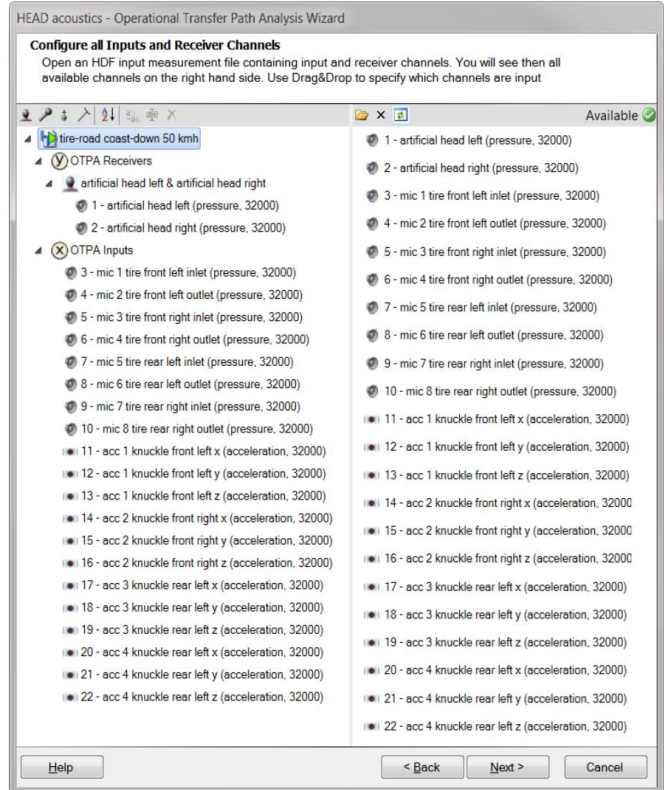 HEAD acoustics - Operational Transfer Path Analysis Wizard
Configure all Inputs and Receiver Channels
Open an HDF input measurement file containing input and receiver channels. You will see then all
available channels on the right hand side. Use Drag&Drop to specify which channels are input
Available
tire-road coast-down 50 kmh
y OTPA Receivers
artificial head left & artificial head right
1 - artificial head left (pressure, 32000)
2 - artificial head right (pressure, 32000)
x OTPA Inputs
3 - mic 1 tire front left inlet (pressure, 32000)
4 - mic 2 tire front left outlet (pressure, 32000)
5 - mic 3 tire front right inlet (pressure, 32000)
6 - mic 4 tire front right outlet (pressure, 32000)
7 - mic 5 tire rear left inlet (pressure, 32000)
8 - mic 6 tire rear left outlet (pressure, 32000)
9 - mic 7 tire rear right inlet (pressure, 32000)
10 - mic 8 tire rear right outlet (pressure, 32000)
11 - acc 1 knuckle front left x (acceleration, 32000)
12 - acc 1 knuckle front left y (acceleration, 32000)
13 - acc 1 knuckle front left z (acceleration, 32000)
14 - acc 2 knuckle front right x (acceleration, 32000)
15 - acc 2 knuckle front right y (acceleration, 32000)
16 - acc 2 knuckle front right z (acceleration, 32000)
17 - acc 3 knuckle rear left x (acceleration, 32000)
18 - acc 3 knuckle rear left y (acceleration, 32000)
19 - acc 3 knuckle rear left z (acceleration, 32000)
20 - acc 4 knuckle rear left x (acceleration, 32000)
21 - acc 4 knuckle rear left y (acceleration, 32000)
22 - acc 4 knuckle rear left z (acceleration, 32000)
1 - artificial head left (pressure, 32000)
2 - artificial head right (pressure, 32000)
3 - mic 1 tire front left inlet (pressure, 32000)
4 - mic 2 tire front left outlet (pressure, 32000)
5 - mic 3 tire front right inlet (pressure, 32000)
6 - mic 4 tire front right outlet (pressure, 32000)
7 - mic 5 tire rear left inlet (pressure, 32000)
8 - mic 6 tire rear left outlet (pressure, 32000)
9 - mic 7 tire rear right inlet (pressure, 32000)
10 - mic 8 tire rear right outlet (pressure, 32000)
11 - acc 1 knuckle front left x (acceleration, 32000)
12 - acc 1 knuckle front left y (acceleration, 32000)
13 - acc 1 knuckle front left z (acceleration, 32000)
14 - acc 2 knuckle front right x (acceleration, 32000
15 - acc 2 knuckle front right y (acceleration, 32000
16 - acc 2 knuckle front right z (acceleration, 32000
17 - acc 3 knuckle rear left x (acceleration, 32000)
18 - acc 3 knuckle rear left y (acceleration, 32000)
19 - acc 3 knuckle rear left z (acceleration, 32000)
20 - acc 4 knuckle rear left x (acceleration, 32000)
21 - acc 4 knuckle rear left y (acceleration, 32000)
22 - acc 4 knuckle rear left z (acceleration, 32000)
Help < Back Next > Cancel